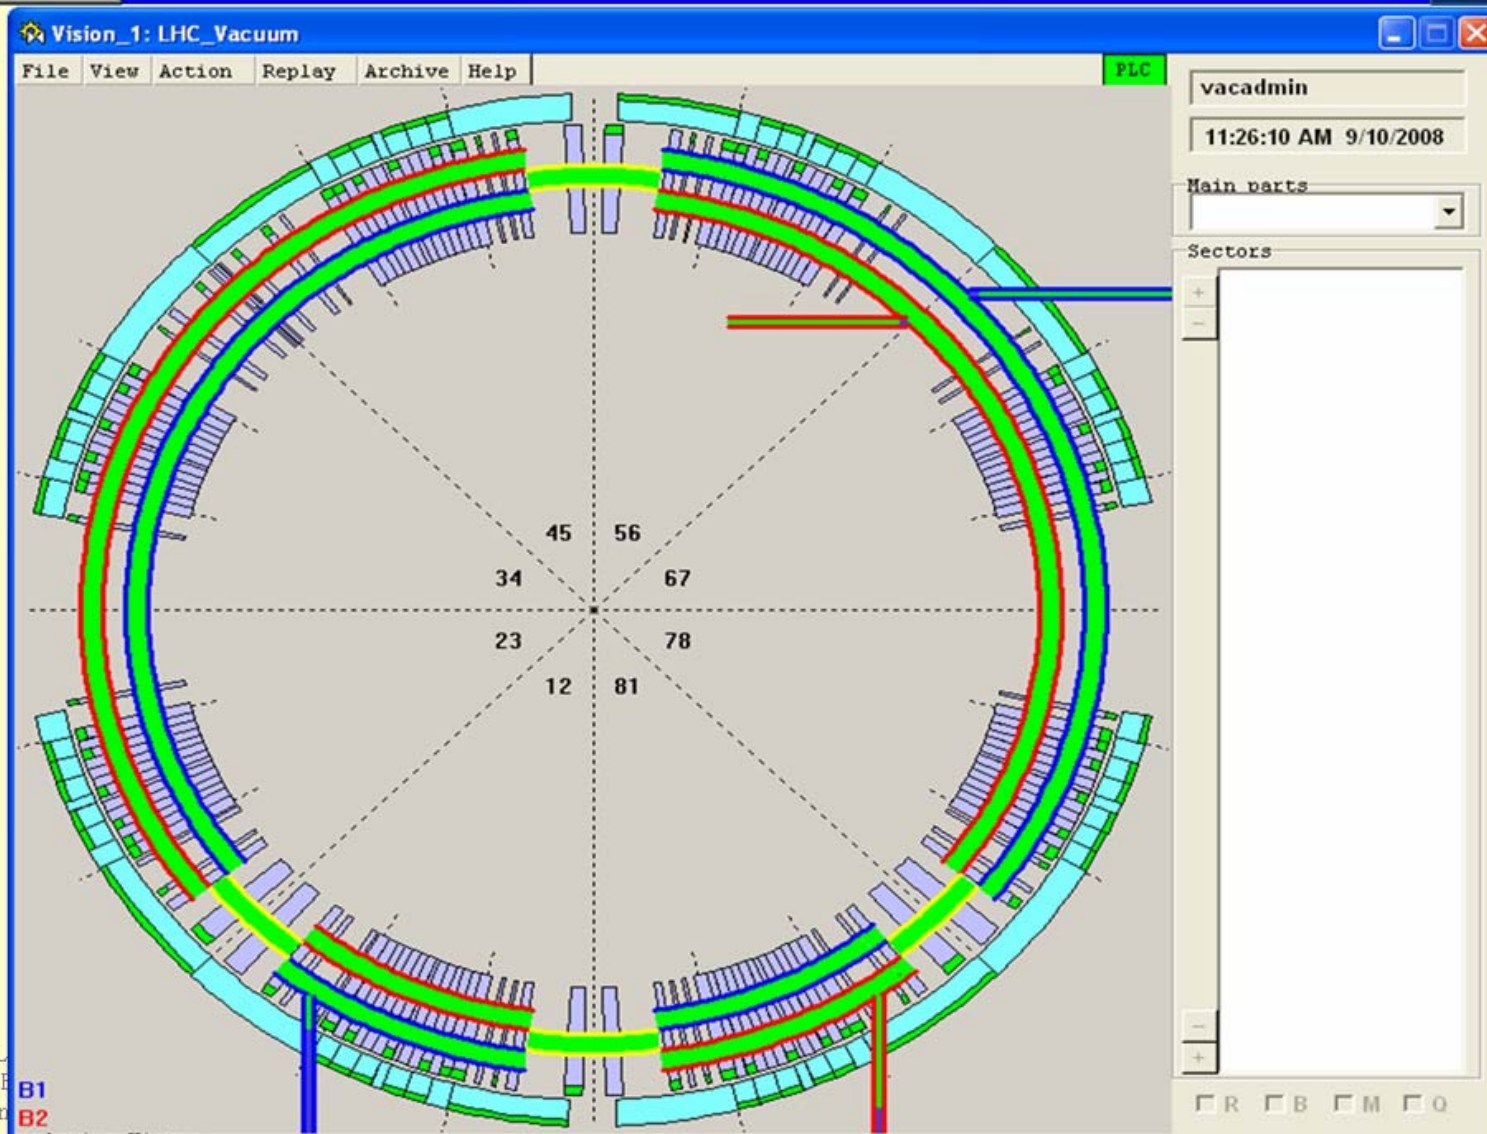 Vision_1: LHC_Vacuum
File View Action Replay Archive Help
PLC
vacadmin
11:26:10 AM 9/10/2008
Main parts
Sectors
+
–
45 56
34 67
23 78
12 81
–
+
B1
B2
R B M Q